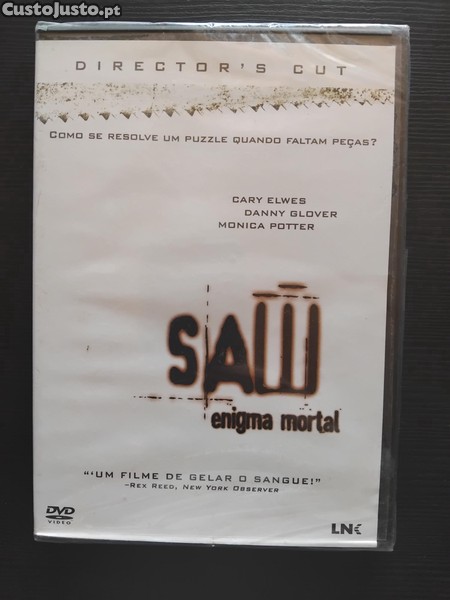 CustoJusto.pt
DIRECTOR'S CUT
COMO SE RESOLVE UM PUZZLE QUANDO FALTAM PEÇAS?
CARY ELWES
DANNY GLOVER
MONICA POTTER
SAW
enigma mortal
"'UM FILME DE GELAR O SANGUE!"
-REX REED, NEW YORK OBSERVER
DVD
VIDEO
LNK